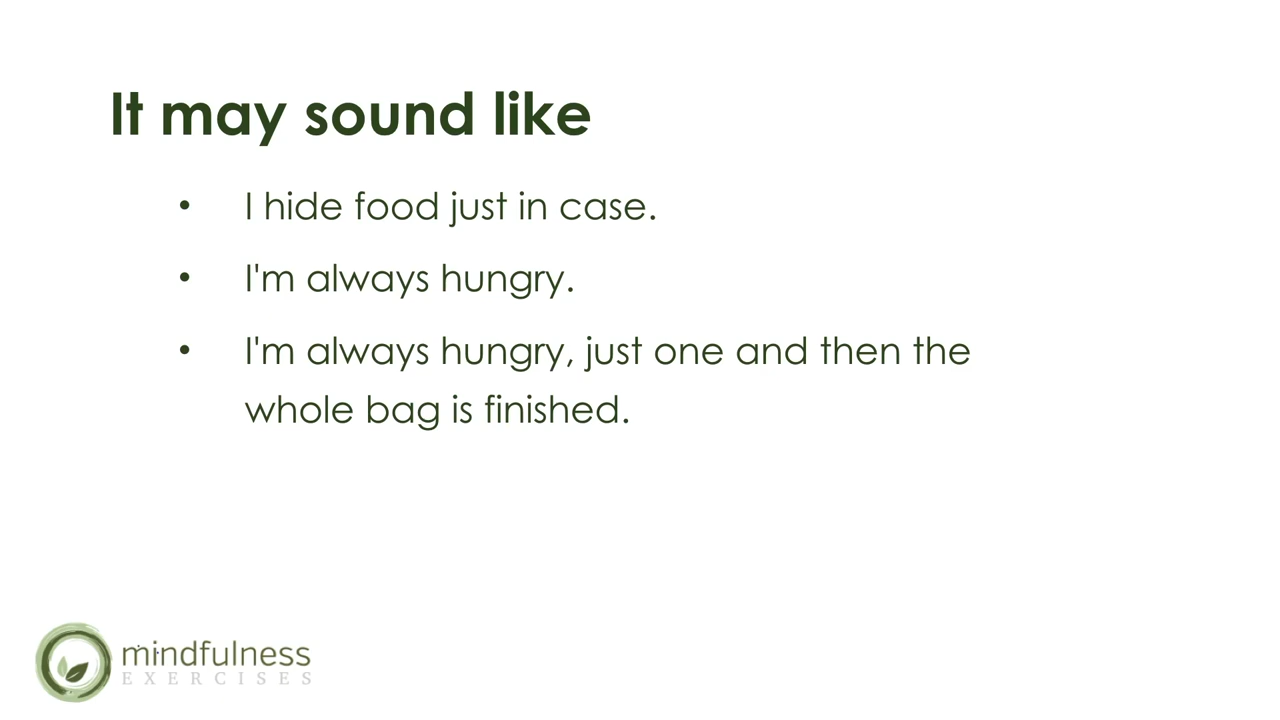 It may sound like
• I hide food just in case.
• I'm always hungry.
• I'm always hungry, just one and then the
whole bag is finished.
mindfulness
EXERCISES